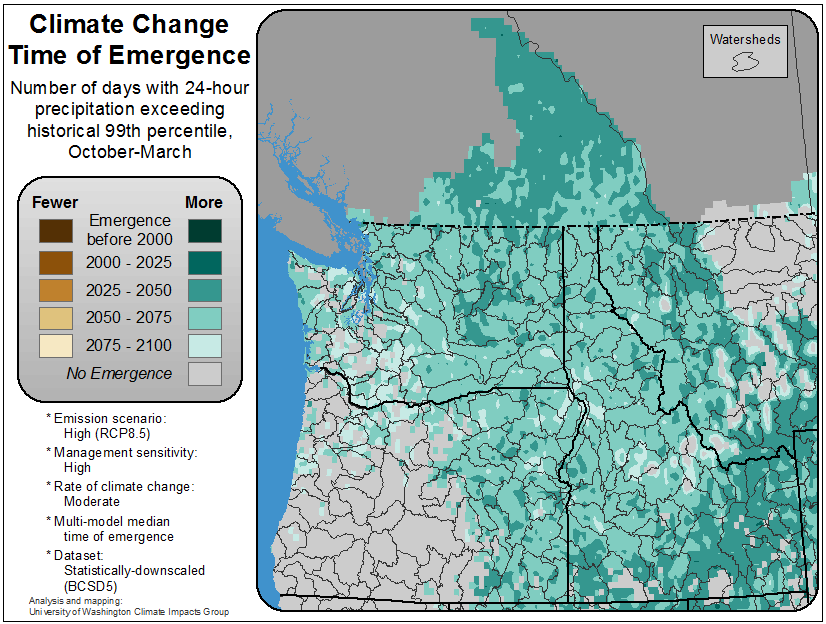 Climate Change
Time of Emergence
Number of days with 24-hour
precipitation exceeding
historical 99th percentile,
October-March
Fewer More
Emergence
before 2000
2000 - 2025
2025 - 2050
2050 - 2075
2075 - 2100
No Emergence
* Emission scenario:
High (RCP8.5)
* Management sensitivity:
High
* Rate of climate change:
Moderate
* Multi-model median
time of emergence
* Dataset:
Statistically-downscaled
(BCSD5)
Analysis and mapping:
University of Washington Climate Impacts Group
Watersheds